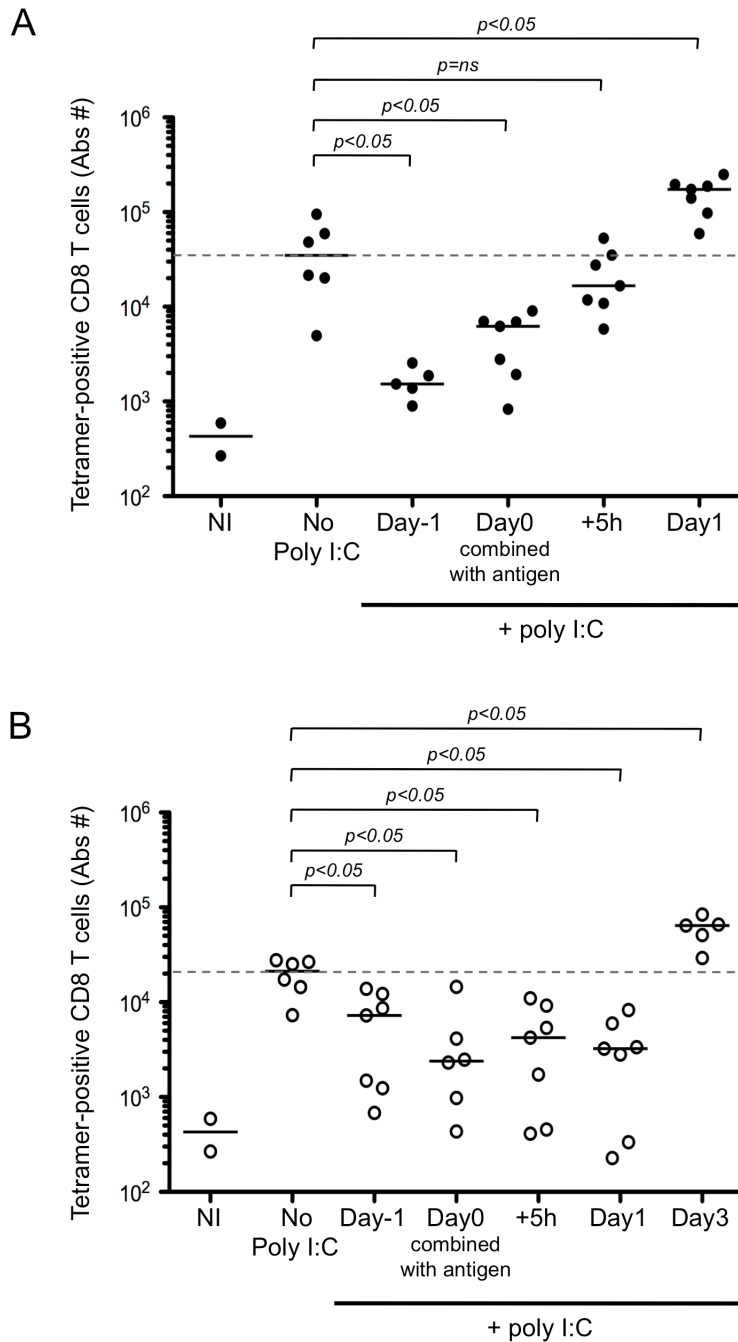 A
p<0.05
p=ns
p<0.05
p<0.05
Tetramer-positive CD8 T cells (Abs #)
10^6
10^5
10^4
10^3
10^2
NI No Day-1 Day0 +5h Day1
Poly I:C combined
with antigen
+ poly I:C
B
p<0.05
p<0.05
p<0.05
p<0.05
p<0.05
Tetramer-positive CD8 T cells (Abs #)
10^6
10^5
10^4
10^3
10^2
NI No Day-1 Day0 +5h Day1 Day3
Poly I:C combined
with antigen
+ poly I:C